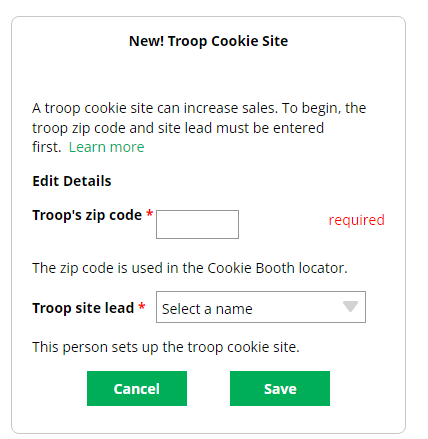 New! Troop Cookie Site
A troop cookie site can increase sales. To begin, the
troop zip code and site lead must be entered
first. Learn more
Edit Details
Troop's zip code *
required
The zip code is used in the Cookie Booth locator.
Troop site lead * Select a name
This person sets up the troop cookie site.
Cancel Save